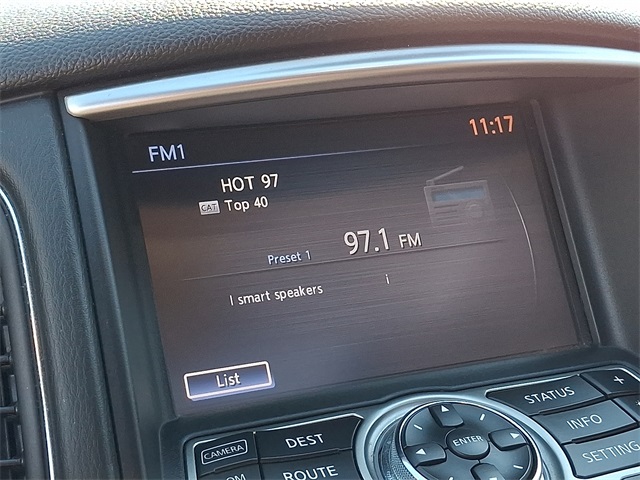 11:17
FM1
HOT 97
CAT Top 40
Preset 1 97.1 FM
l smart speakers i
List
STATUS +
CAMERA DEST ENTER INFO
ROUTE SETTING